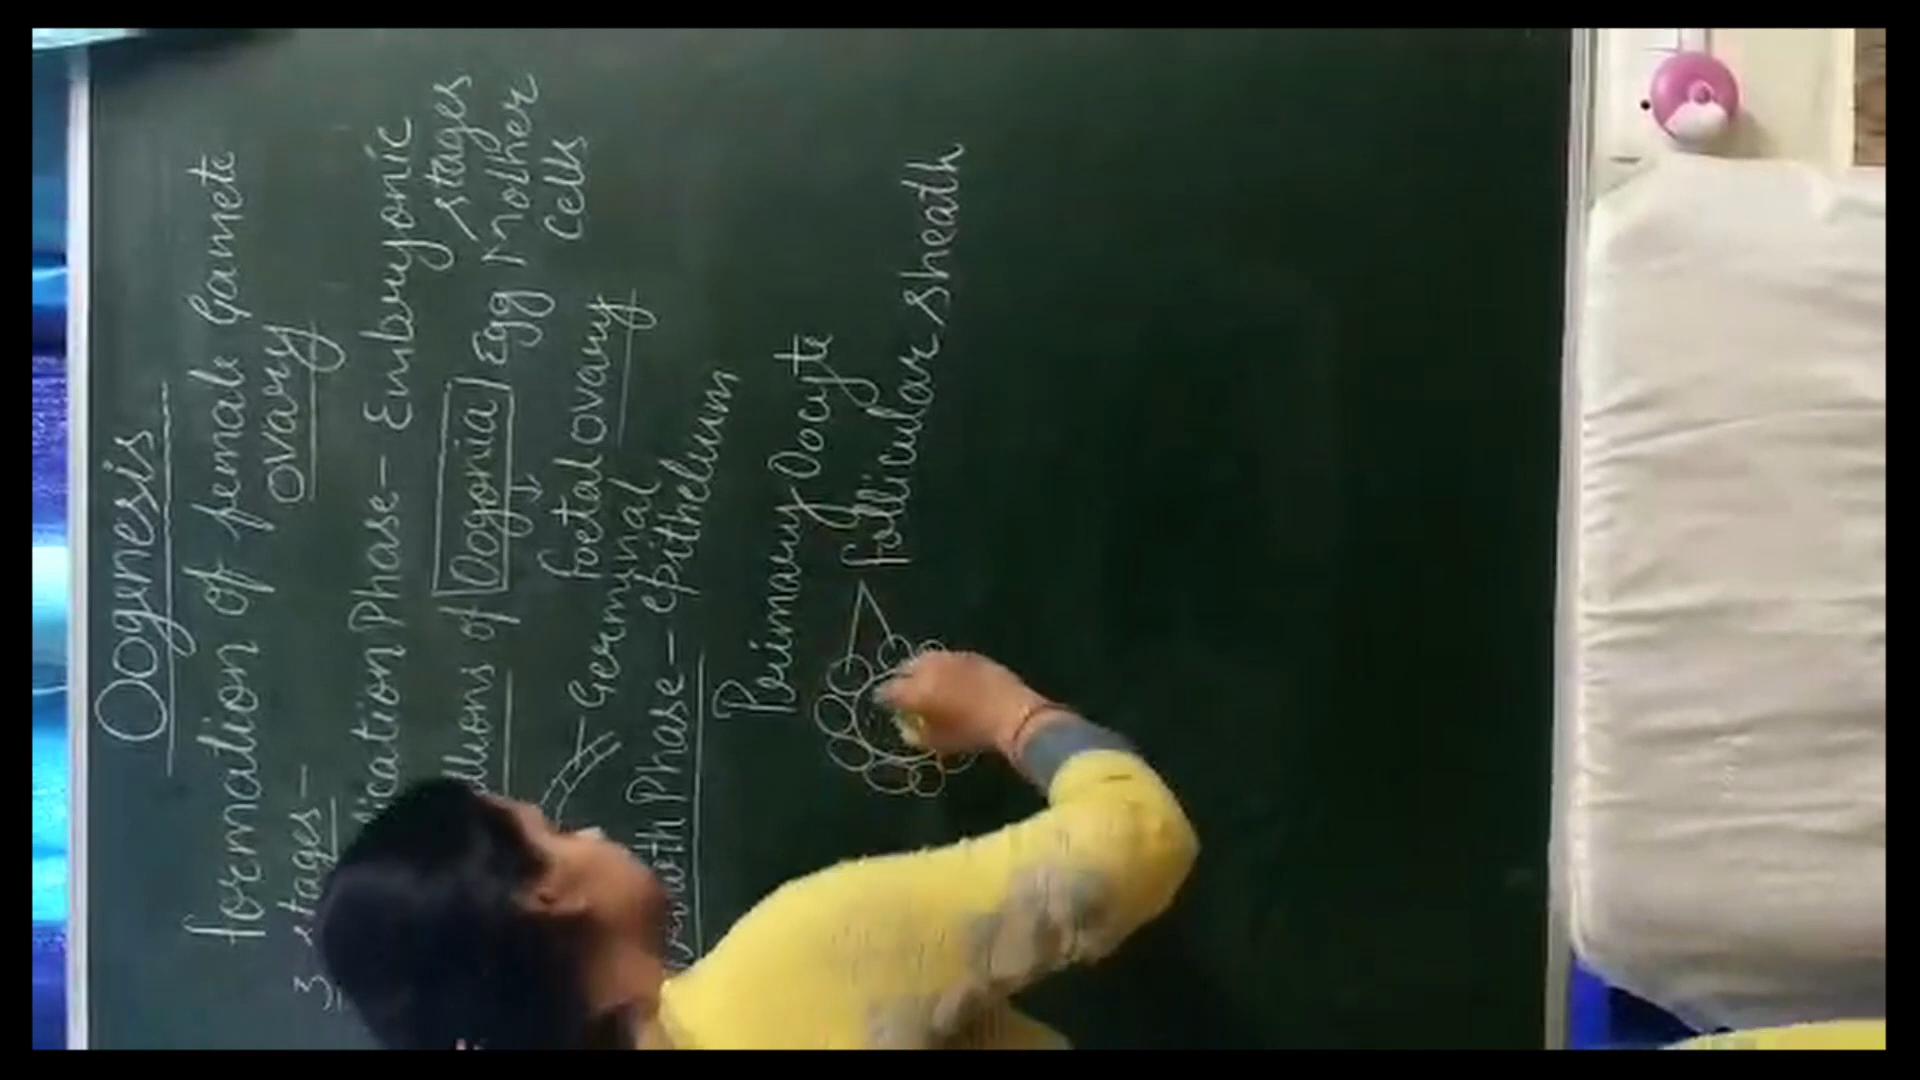 Oogenesis
formation of female Gamete
ovary
3 stages -
ication Phase - Embryonic
stages
llions of Oogonia Egg Mother
cells
foetal ovary
Germinal
rowth Phase - epithelium
Primary Oocyte
follicular sheath